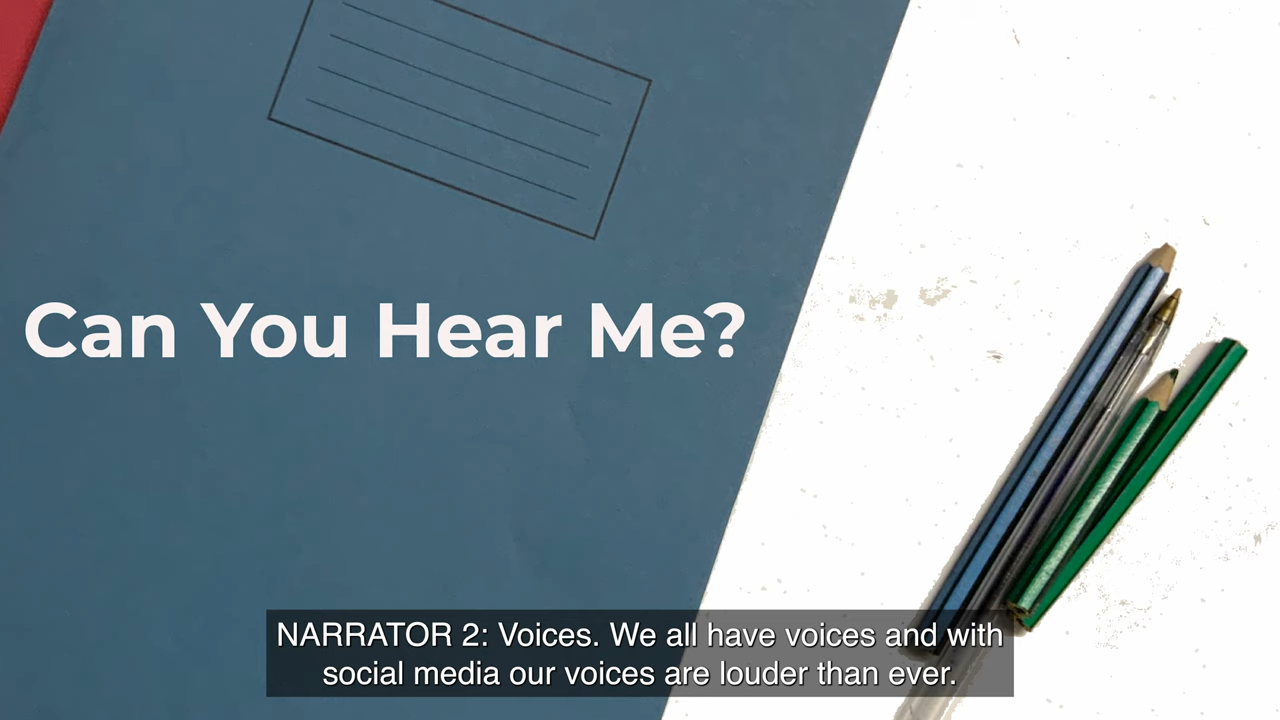 Can You Hear Me?
NARRATOR 2: Voices. We all have voices and with
social media our voices are louder than ever.